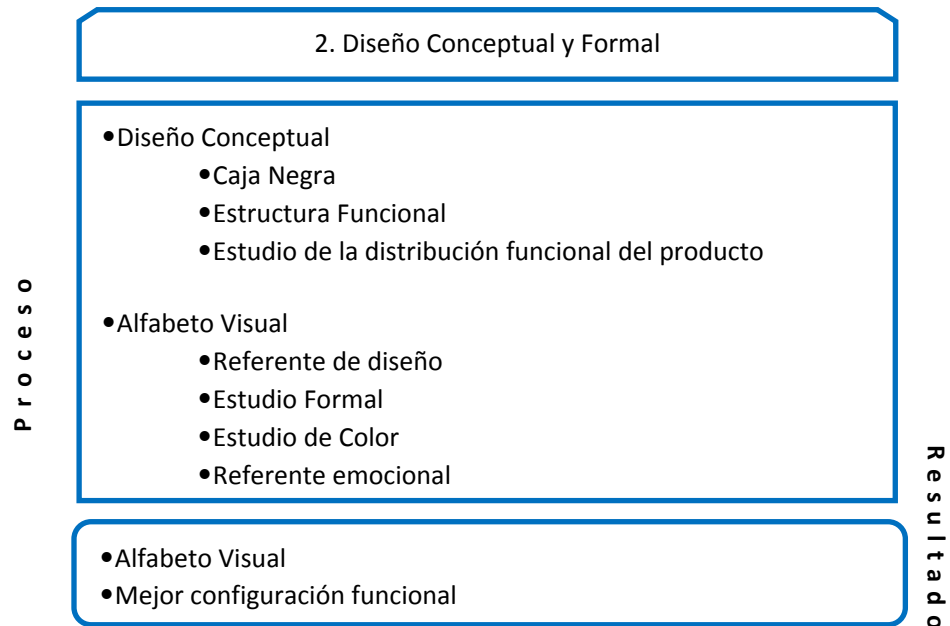 2. Diseño Conceptual y Formal
Proceso
•Diseño Conceptual
•Caja Negra
•Estructura Funcional
•Estudio de la distribución funcional del producto
•Alfabeto Visual
•Referente de diseño
•Estudio Formal
•Estudio de Color
•Referente emocional
Resultado
•Alfabeto Visual
•Mejor configuración funcional